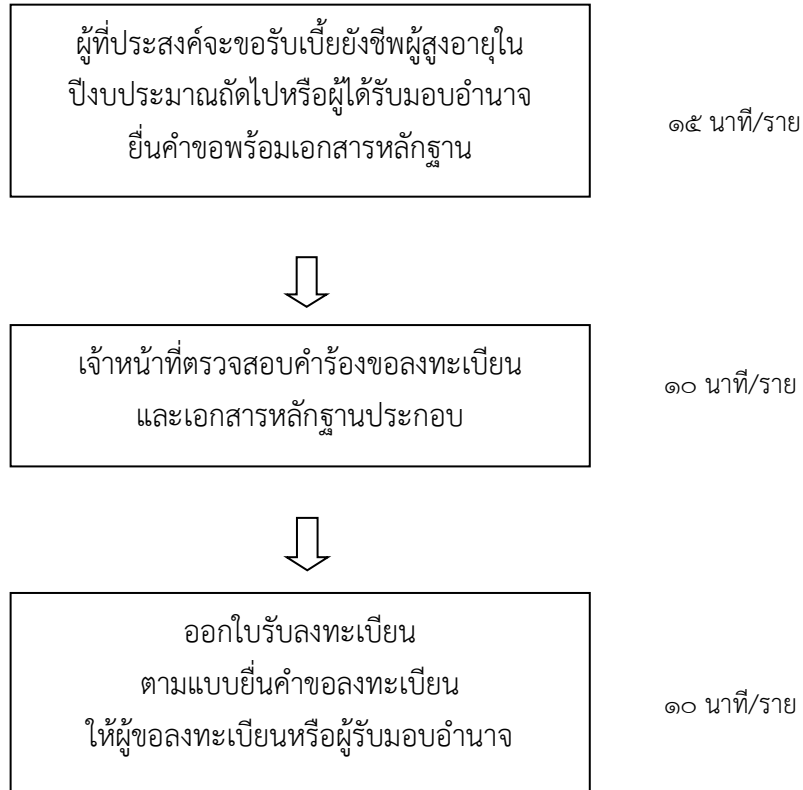 ผู้ที่ประสงค์จะขอรับเบี้ยยังชีพผู้สูงอายุใน
ปีงบประมาณถัดไปหรือผู้ได้รับมอบอำนาจ
ยื่นคำขอพร้อมเอกสารหลักฐาน
๑๕ นาที/ราย
เจ้าหน้าที่ตรวจสอบคำร้องขอลงทะเบียน
และเอกสารหลักฐานประกอบ
๑๐ นาที/ราย
ออกใบรับลงทะเบียน
ตามแบบยื่นคำขอลงทะเบียน
ให้ผู้ขอลงทะเบียนหรือผู้รับมอบอำนาจ
๑๐ นาที/ราย